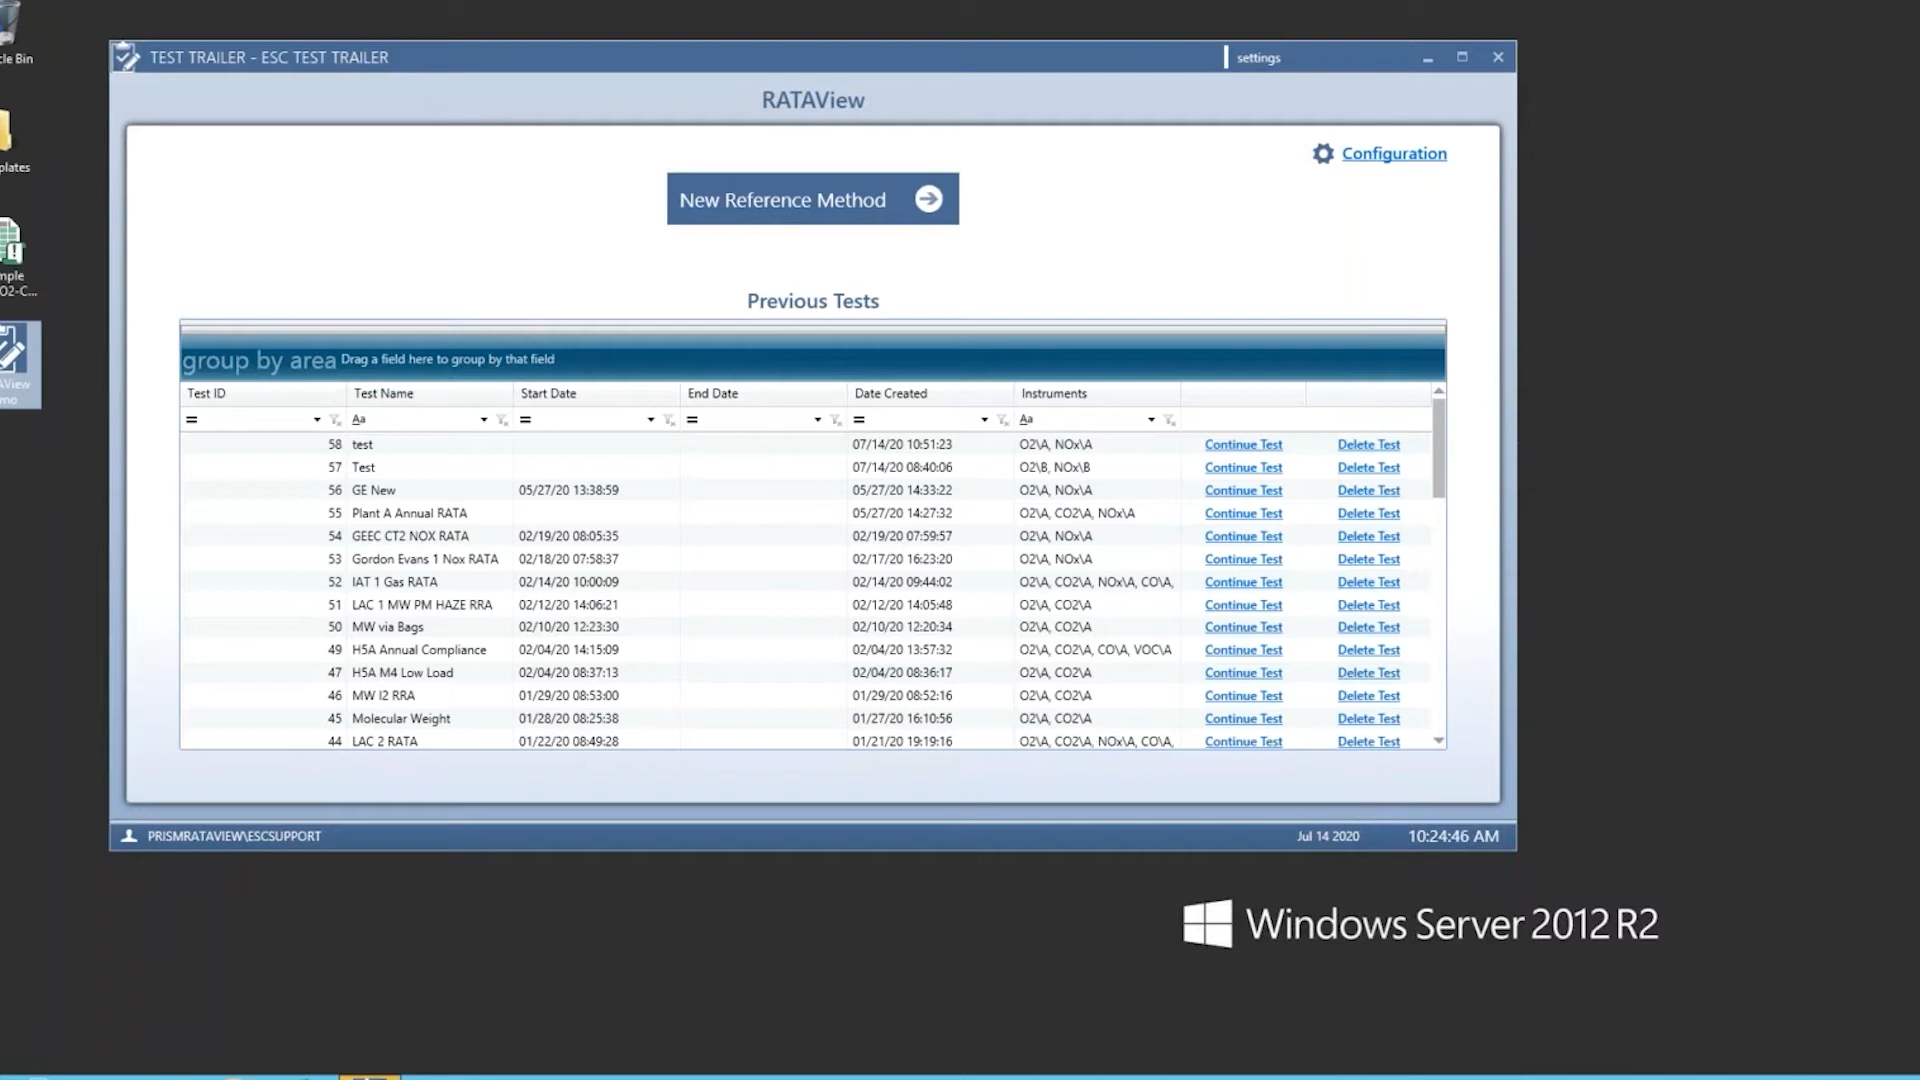 cle Bin
plates
mple
O2-C...
AView
mo
TEST TRAILER - ESC TEST TRAILER
settings
RATAView
Configuration
New Reference Method
Previous Tests
group by area Drag a field here to group by that field
Test ID Test Name Start Date End Date Date Created Instruments
= Aa = = = Aa
58 test 07/14/20 10:51:23 O2\A, NOx\A Continue Test Delete Test
57 Test 07/14/20 08:40:06 O2\B, NOx\B Continue Test Delete Test
56 GE New 05/27/20 13:38:59 05/27/20 14:33:22 O2\A, NOx\A Continue Test Delete Test
55 Plant A Annual RATA 05/27/20 14:27:32 O2\A, CO2\A, NOx\A Continue Test Delete Test
54 GEEC CT2 NOX RATA 02/19/20 08:05:35 02/19/20 07:59:57 O2\A, NOx\A Continue Test Delete Test
53 Gordon Evans 1 Nox RATA 02/18/20 07:58:37 02/17/20 16:23:20 O2\A, NOx\A Continue Test Delete Test
52 IAT 1 Gas RATA 02/14/20 10:00:09 02/14/20 09:44:02 O2\A, CO2\A, NOx\A, CO\A, Continue Test Delete Test
51 LAC 1 MW PM HAZE RRA 02/12/20 14:06:21 02/12/20 14:05:48 O2\A, CO2\A Continue Test Delete Test
50 MW via Bags 02/10/20 12:23:30 02/10/20 12:20:34 O2\A, CO2\A Continue Test Delete Test
49 H5A Annual Compliance 02/04/20 14:15:09 02/04/20 13:57:32 O2\A, CO2\A, CO\A, VOC\A Continue Test Delete Test
47 H5A M4 Low Load 02/04/20 08:37:13 02/04/20 08:36:17 O2\A, CO2\A Continue Test Delete Test
46 MW I2 RRA 01/29/20 08:53:00 01/29/20 08:52:16 O2\A, CO2\A Continue Test Delete Test
45 Molecular Weight 01/28/20 08:25:38 01/27/20 16:10:56 O2\A, CO2\A Continue Test Delete Test
44 LAC 2 RATA 01/22/20 08:49:28 01/21/20 19:19:16 O2\A, CO2\A, NOx\A, CO\A, Continue Test Delete Test
PRISMRATAVIEW\ESCSUPPORT Jul 14 2020 10:24:46 AM
Windows Server 2012 R2